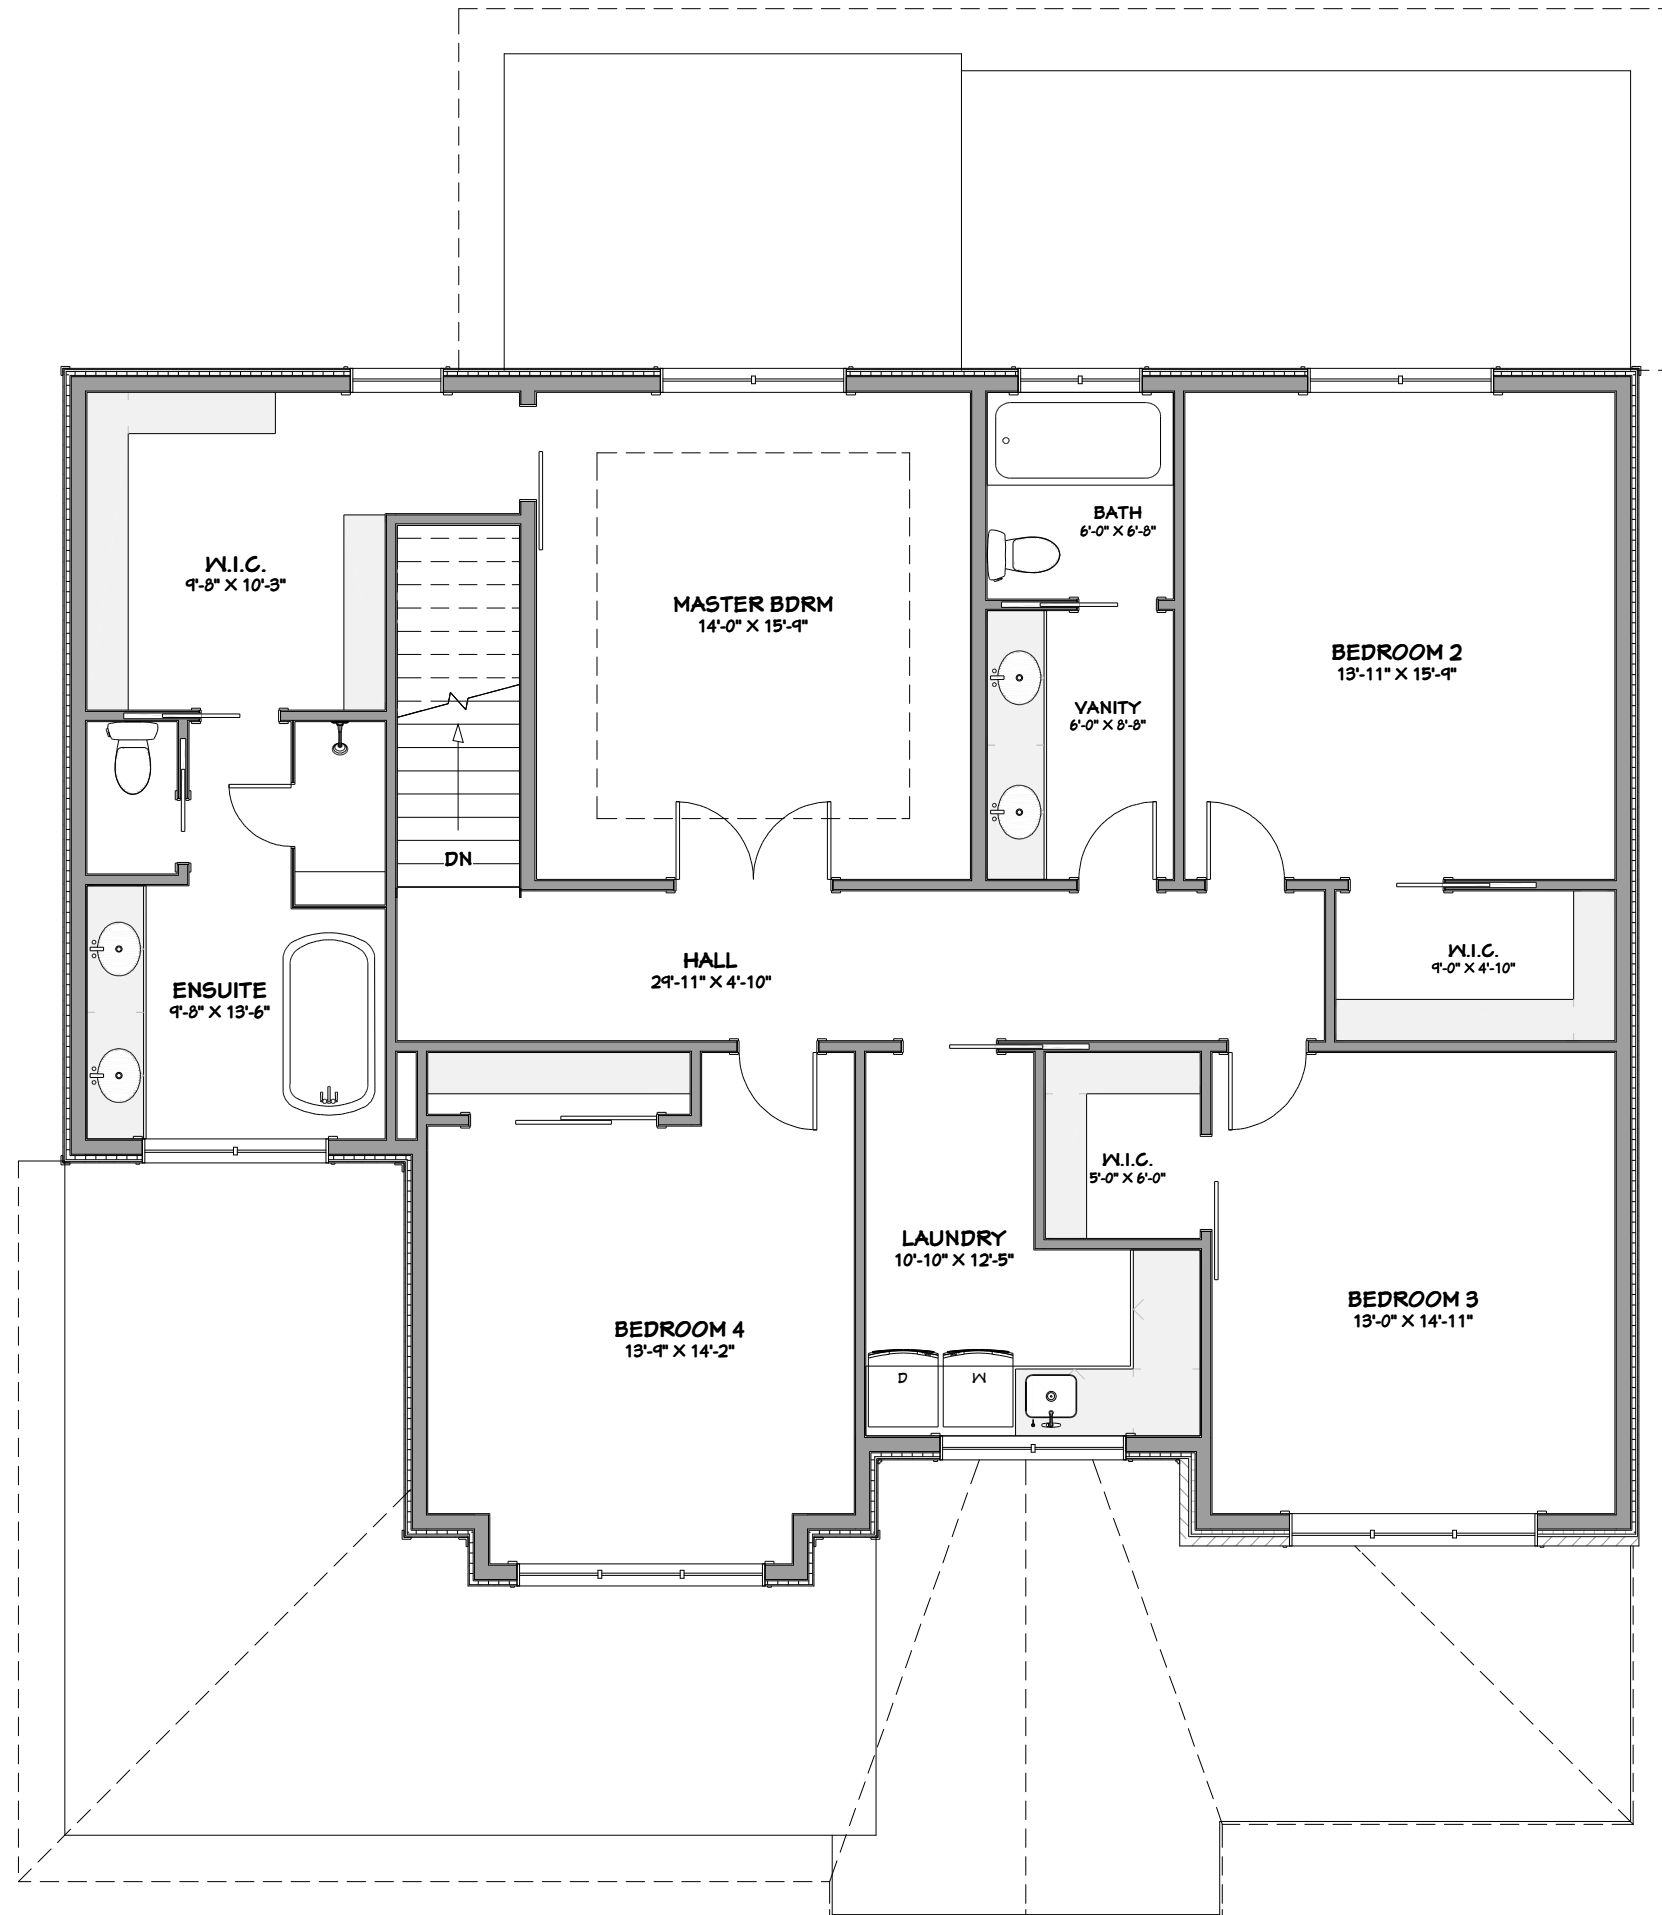 BATH
6'-0" X 6'-8"
W.I.C.
9'-8" X 10'-3"
MASTER BDRM
14'-0" X 15'-9"
BEDROOM 2
13'-11" X 15'-9"
VANITY
6'-0" X 8'-8"
DN
HALL
29'-11" X 4'-10"
W.I.C.
9'-0" X 4'-10"
ENSUITE
9'-8" X 13'-6"
W.I.C.
5'-0" X 6'-0"
LAUNDRY
10'-10" X 12'-5"
BEDROOM 3
13'-0" X 14'-11"
BEDROOM 4
13'-9" X 14'-2"
D
W